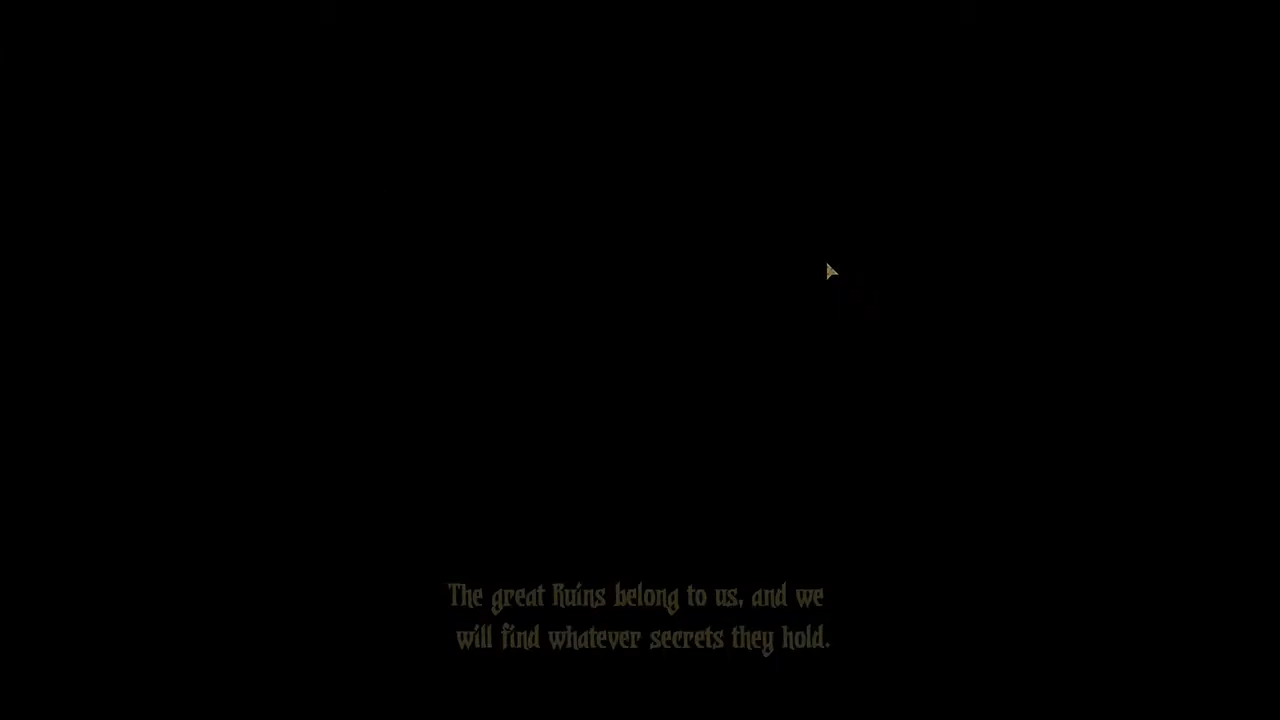 The great Ruins belong to us, and we
will find whatever secrets they hold.